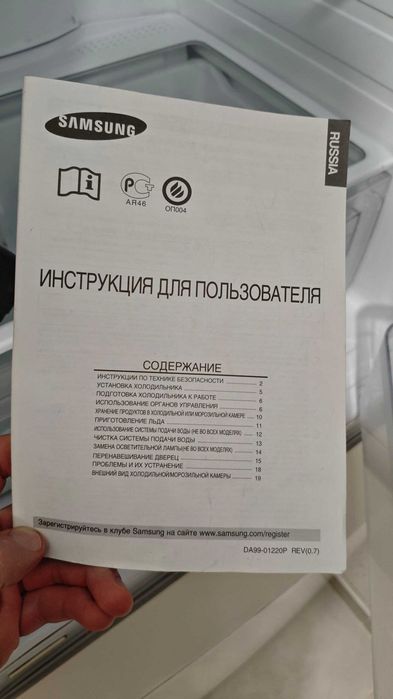 SAMSUNG
RUSSIA
i
PC
AR46
ОП004
ИНСТРУКЦИЯ ДЛЯ ПОЛЬЗОВАТЕЛЯ
СОДЕРЖАНИЕ
ИНСТРУКЦИИ ПО ТЕХНИКЕ БЕЗОПАСНОСТИ 2
УСТАНОВКА ХОЛОДИЛЬНИКА 5
ПОДГОТОВКА ХОЛОДИЛЬНИКА К РАБОТЕ 6
ИСПОЛЬЗОВАНИЕ ОРГАНОВ УПРАВЛЕНИЯ 6
ХРАНЕНИЕ ПРОДУКТОВ В ХОЛОДИЛЬНОЙ ИЛИ МОРОЗИЛЬНОЙ КАМЕРЕ 10
ПРИГОТОВЛЕНИЕ ЛЬДА 11
ИСПОЛЬЗОВАНИЕ СИСТЕМЫ ПОДАЧИ ВОДЫ (НЕ ВО ВСЕХ МОДЕЛЯХ) 12
ЧИСТКА СИСТЕМЫ ПОДАЧИ ВОДЫ 13
ЗАМЕНА ОСВЕТИТЕЛЬНОЙ ЛАМПЫ(НЕ ВО ВСЕХ МОДЕЛЯХ) 14
ПЕРЕНАВЕШИВАНИЕ ДВЕРЕЦ 15
ПРОБЛЕМЫ И ИХ УСТРАНЕНИЕ 18
ВНЕШНИЙ ВИД ХОЛОДИЛЬНОЙ/МОРОЗИЛЬНОЙ КАМЕРЫ 19
Зарегистрируйтесь в клубе Samsung на сайте www.samsung.com/register
DA99-01220P REV(0.7)